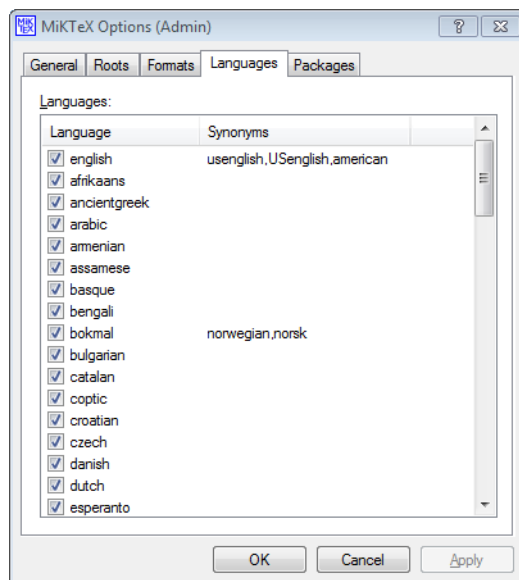 MiKTeX Options (Admin)
General Roots Formats Languages Packages
Languages:
Language Synonyms
english usenglish,USenglish,american
afrikaans
ancientgreek
arabic
armenian
assamese
basque
bengali
bokmal norwegian,norsk
bulgarian
catalan
coptic
croatian
czech
danish
dutch
esperanto
OK Cancel Apply